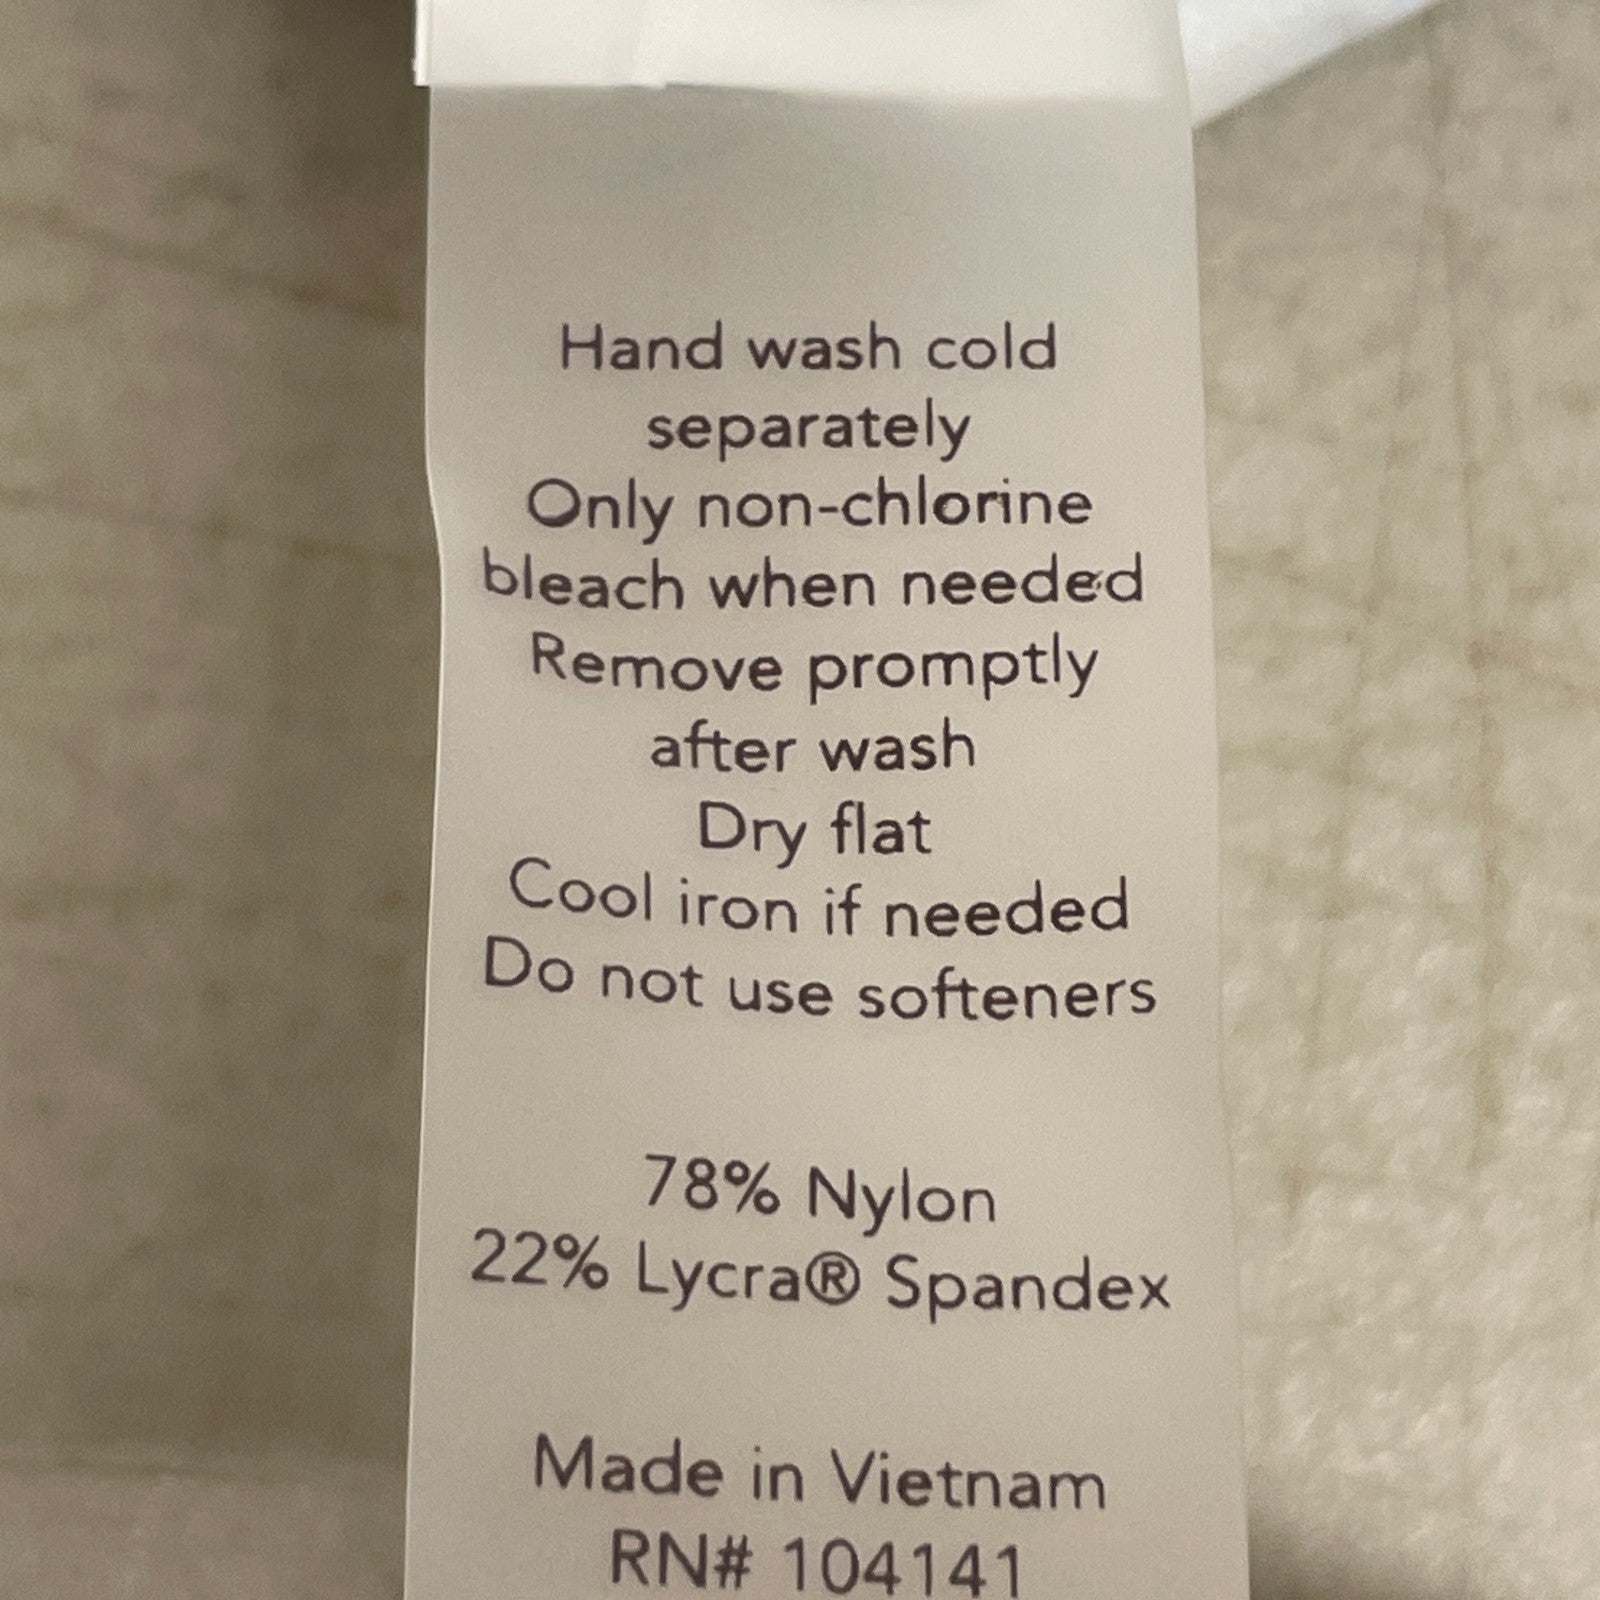 Hand wash cold
separately
Only non-chlorine
bleach when needed
Remove promptly
after wash
Dry flat
Cool iron if needed
Do not use softeners
78% Nylon
22% Lycra® Spandex
Made in Vietnam
RN# 104141